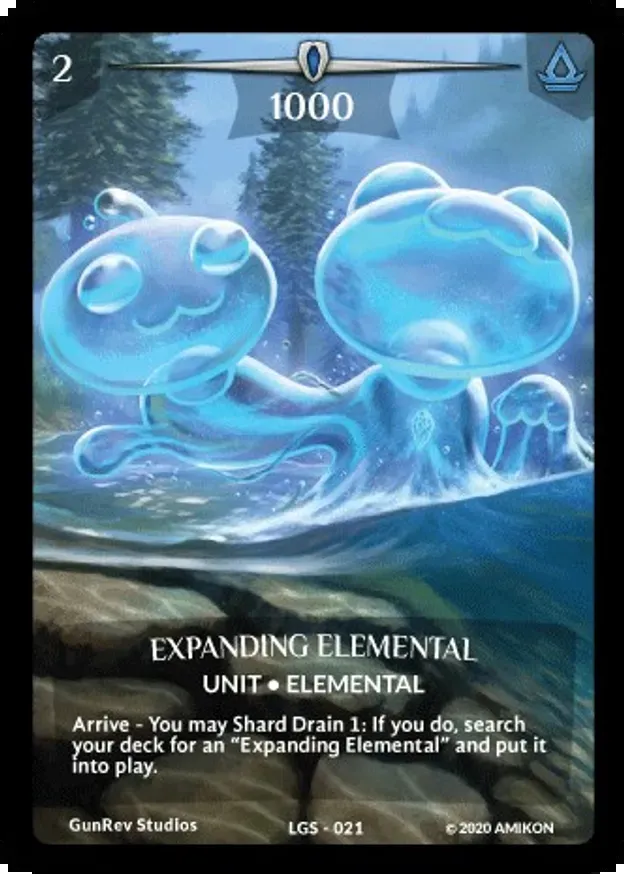 2
1000
EXPANDING ELEMENTAL
UNIT • ELEMENTAL
Arrive - You may Shard Drain 1: If you do, search
your deck for an “Expanding Elemental” and put it
into play.
GunRev Studios
LGS - 021
© 2020 AMIKON